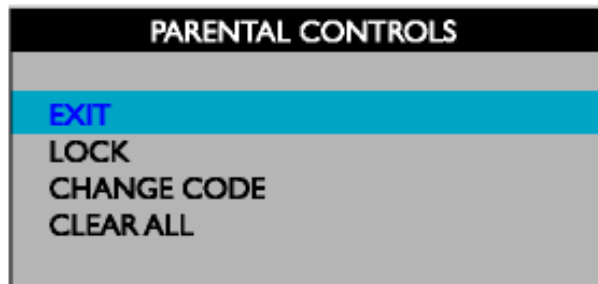 PARENTAL CONTROLS
EXIT
LOCK
CHANGE CODE
CLEAR ALL